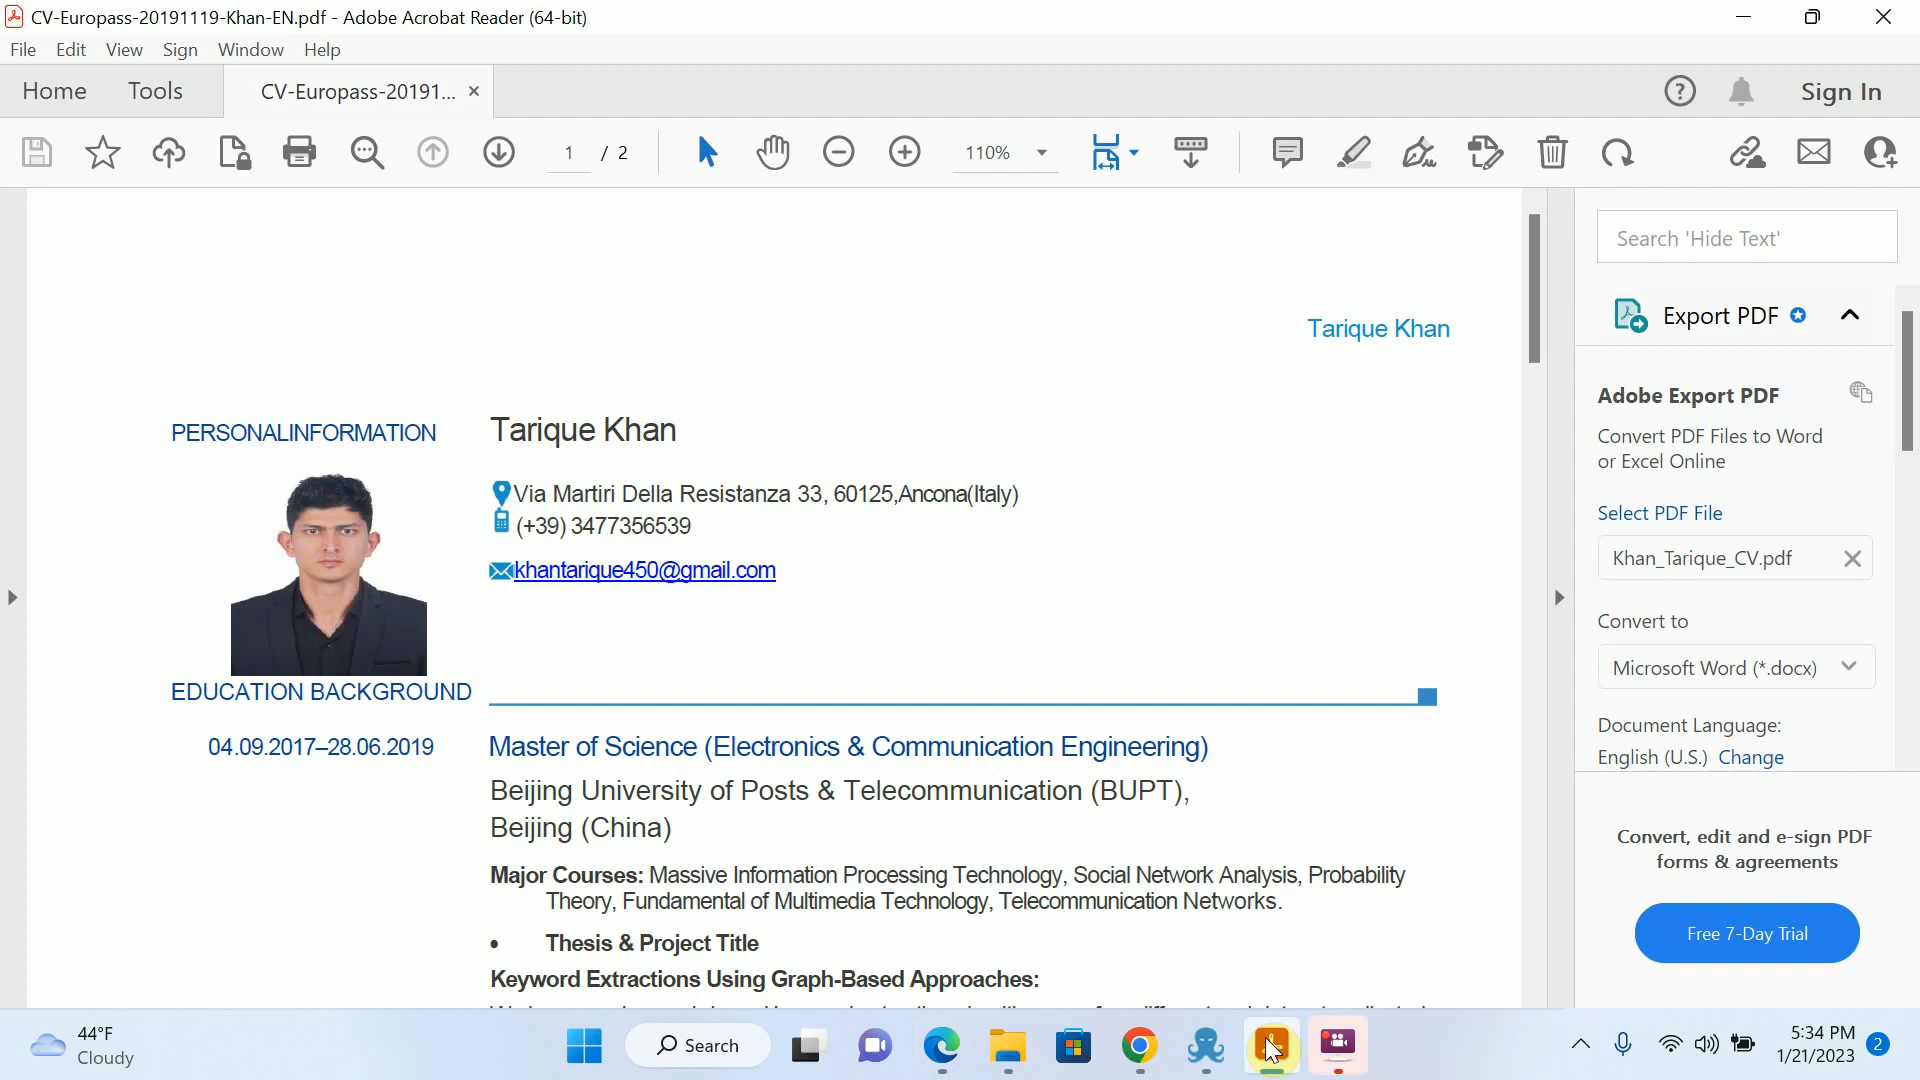 CV-Europass-20191119-Khan-EN.pdf - Adobe Acrobat Reader (64-bit)
File Edit View Sign Window Help
Home Tools CV-Europass-20191... × ? Sign In
1 / 2 110%
Search 'Hide Text'
Export PDF
Adobe Export PDF
Convert PDF Files to Word
or Excel Online
Select PDF File
Khan_Tarique_CV.pdf
Convert to
Microsoft Word (*.docx)
Document Language:
English (U.S.) Change
Convert, edit and e-sign PDF
forms & agreements
Free 7-Day Trial
Tarique Khan
PERSONALINFORMATION
Tarique Khan
Via Martiri Della Resistanza 33, 60125,Ancona(Italy)
(+39) 3477356539
khantarique450@gmail.com
EDUCATION BACKGROUND
04.09.2017–28.06.2019
Master of Science (Electronics & Communication Engineering)
Beijing University of Posts & Telecommunication (BUPT),
Beijing (China)
Major Courses: Massive Information Processing Technology, Social Network Analysis, Probability
Theory, Fundamental of Multimedia Technology, Telecommunication Networks.
• Thesis & Project Title
Keyword Extractions Using Graph-Based Approaches:
44°F
Cloudy
Search
5:34 PM
1/21/2023
2